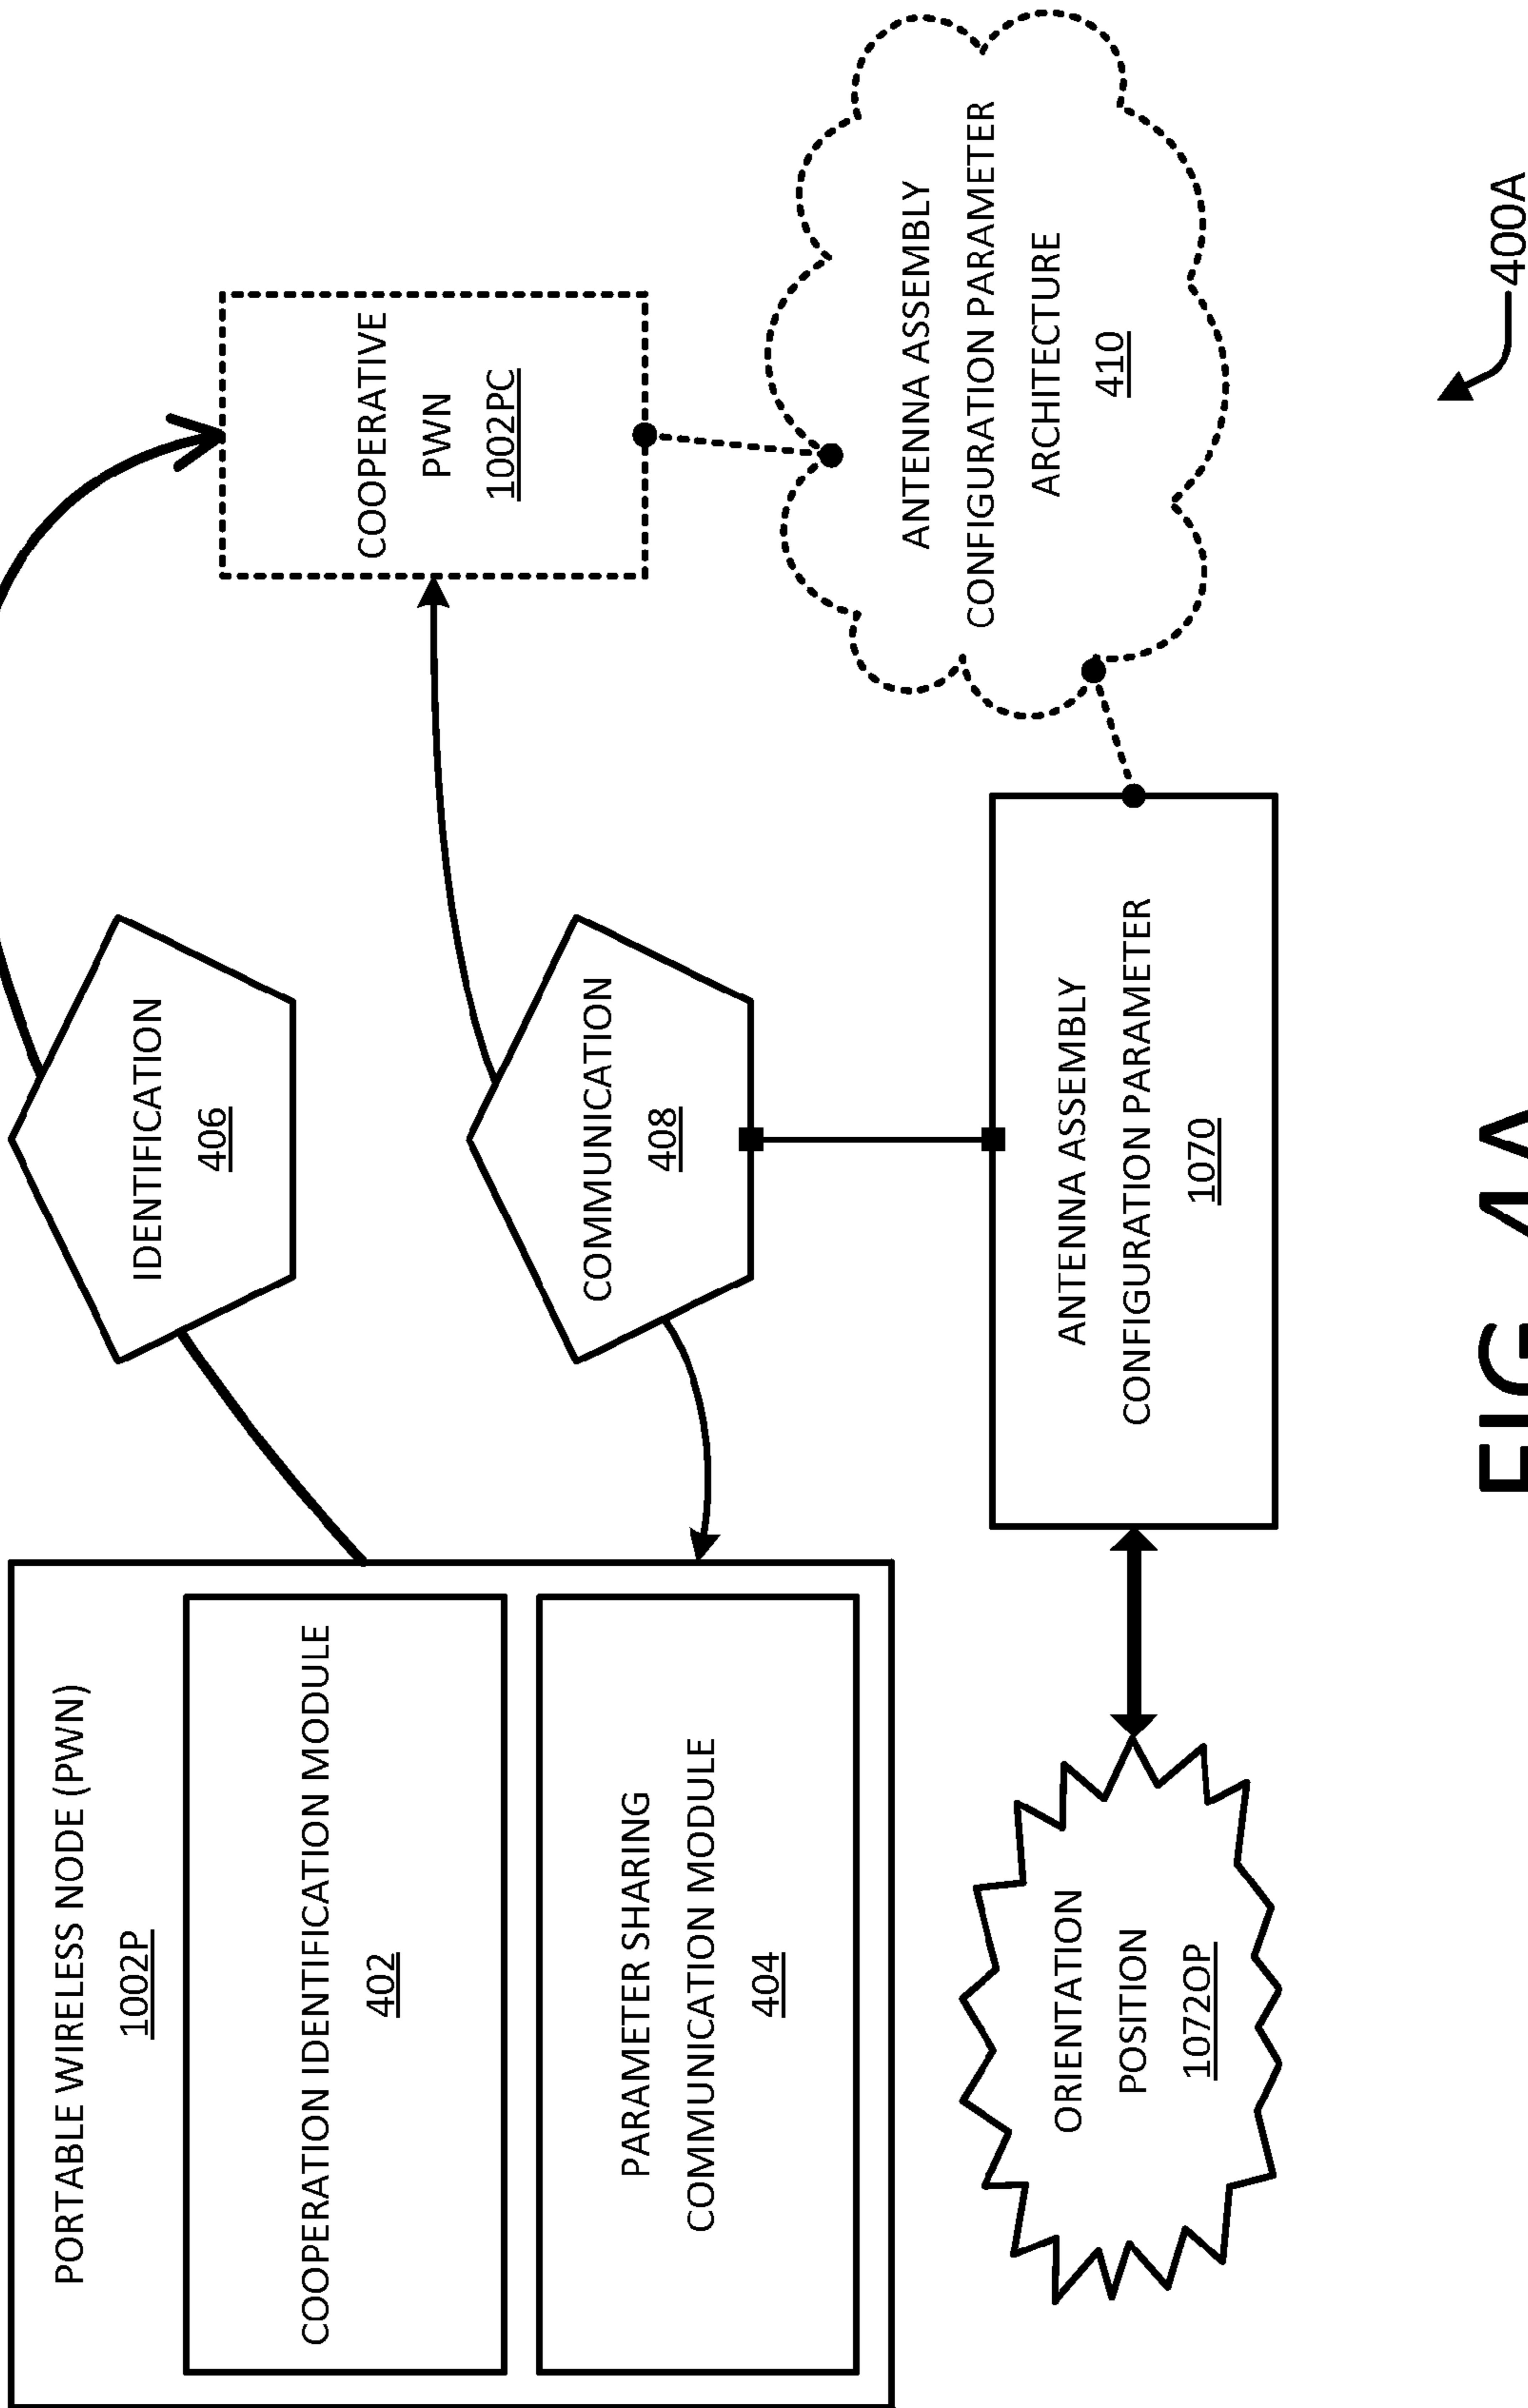 PORTABLE WIRELESS NODE (PWN)
1002P
COOPERATION IDENTIFICATION MODULE
402
PARAMETER SHARING
COMMUNICATION MODULE
404
IDENTIFICATION
406
COMMUNICATION
408
COOPERATIVE
PWN
1002PC
ORIENTATION
POSITION
1072OP
ANTENNA ASSEMBLY
CONFIGURATION PARAMETER
1070
ANTENNA ASSEMBLY
CONFIGURATION PARAMETER
ARCHITECTURE
410
400A
FIG. 4A